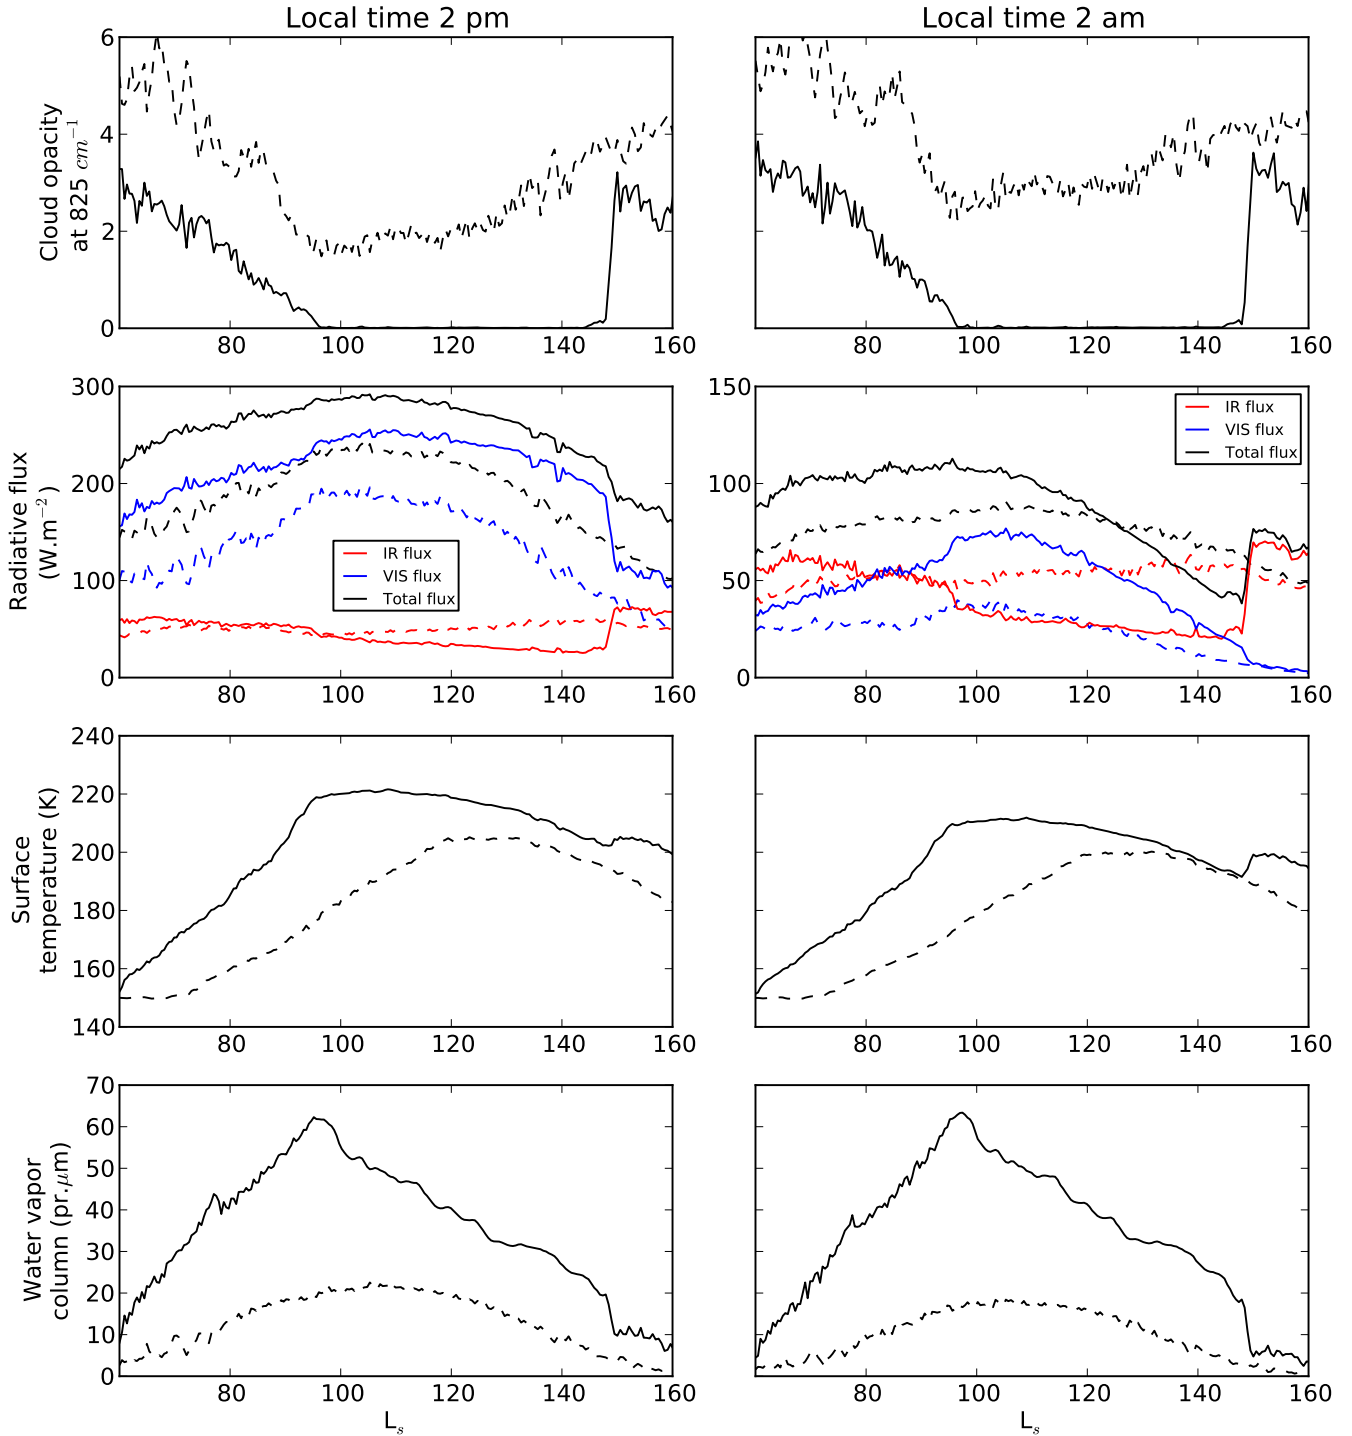 Local time 2 pm
Local time 2 am
Cloud opacity
at 825 cm⁻¹
6
4
2
0
80 100 120 140 160
80 100 120 140 160
Radiative flux
(W.m⁻²)
300
200
100
0
IR flux
VIS flux
Total flux
80 100 120 140 160
150
100
50
0
IR flux
VIS flux
Total flux
80 100 120 140 160
Surface
temperature (K)
240
220
200
180
160
140
80 100 120 140 160
80 100 120 140 160
Water vapor
column (pr.μm)
70
60
50
40
30
20
10
0
80 100 120 140 160
80 100 120 140 160
Lₛ
Lₛ